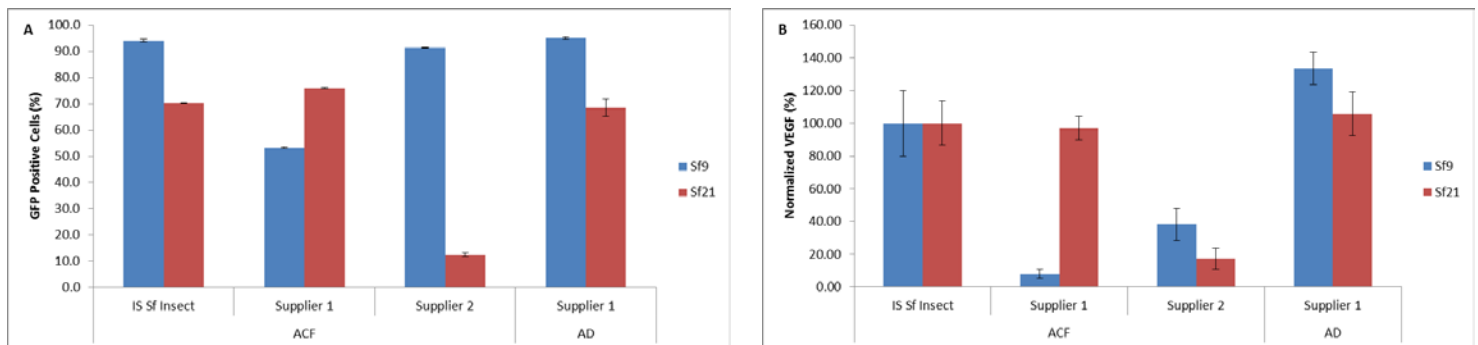 A
GFP Positive Cells (%)
100.0
90.0
80.0
70.0
60.0
50.0
40.0
30.0
20.0
10.0
0.0
IS Sf Insect Supplier 1 Supplier 2 Supplier 1
ACF AD
Sf9
Sf21
B
Normalized VEGF (%)
160.00
140.00
120.00
100.00
80.00
60.00
40.00
20.00
0.00
IS Sf Insect Supplier 1 Supplier 2 Supplier 1
ACF AD
Sf9
Sf21